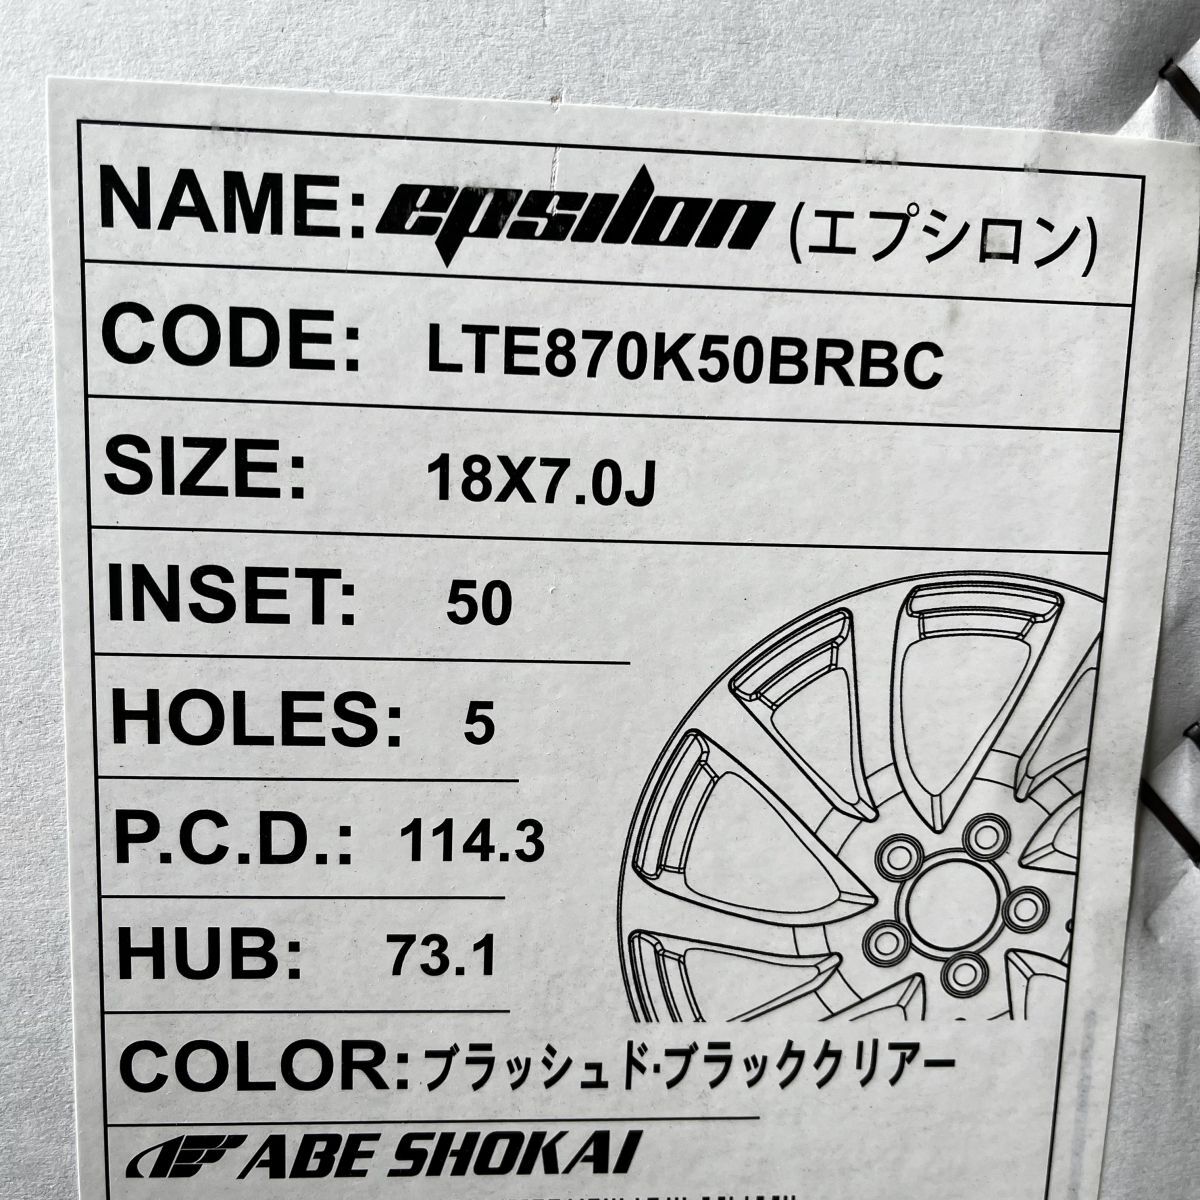 NAME: epsilon (エプシロン)
CODE: LTE870K50BRBC
SIZE: 18X7.0J
INSET: 50
HOLES: 5
P.C.D.: 114.3
HUB: 73.1
COLOR: ブラッシュド・ブラッククリアー
ABE SHOKAI